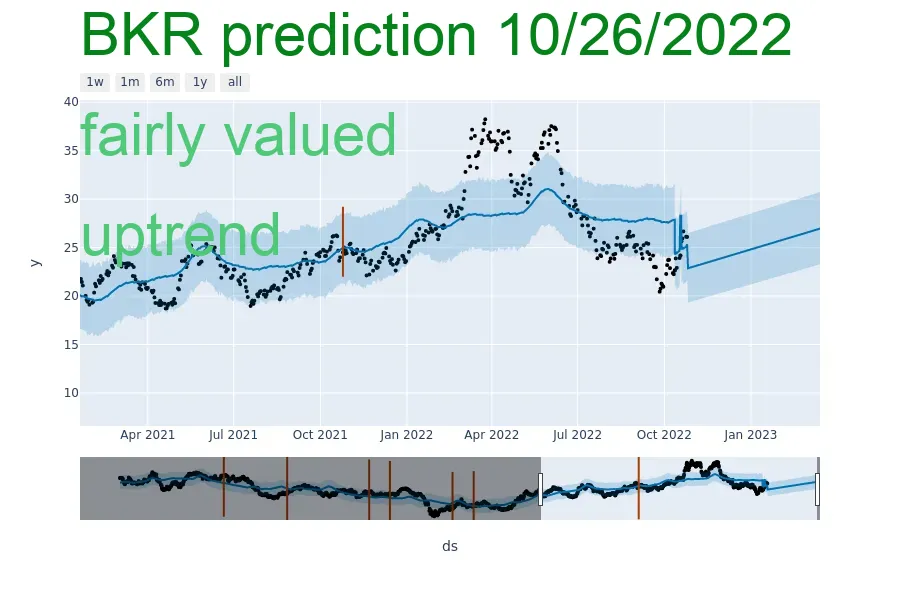 BKR prediction 10/26/2022
1w 1m 6m 1y all
40
fairly valued
35
30
uptrend
25
y
20
15
10
Apr 2021 Jul 2021 Oct 2021 Jan 2022 Apr 2022 Jul 2022 Oct 2022 Jan 2023
ds